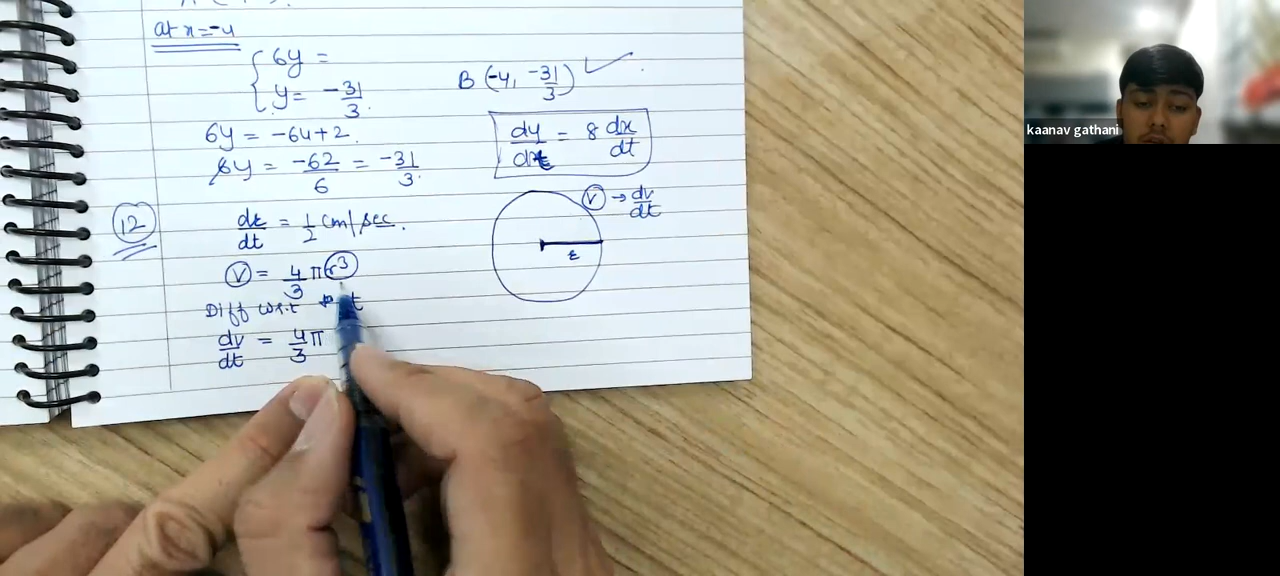 at x=-4
6y =
y = -31/3.
B (-4, -31/3) ✓.
6y = -64+2.
dy/dt = 8 dx/dt
6y = -62/6 = -31/3.
12
dr/dt = 1/2 cm/sec.
V → dv/dt
r
V = 4/3 πr³
Diff w.r.t t
dv/dt = 4/3 π
kaanav gathani